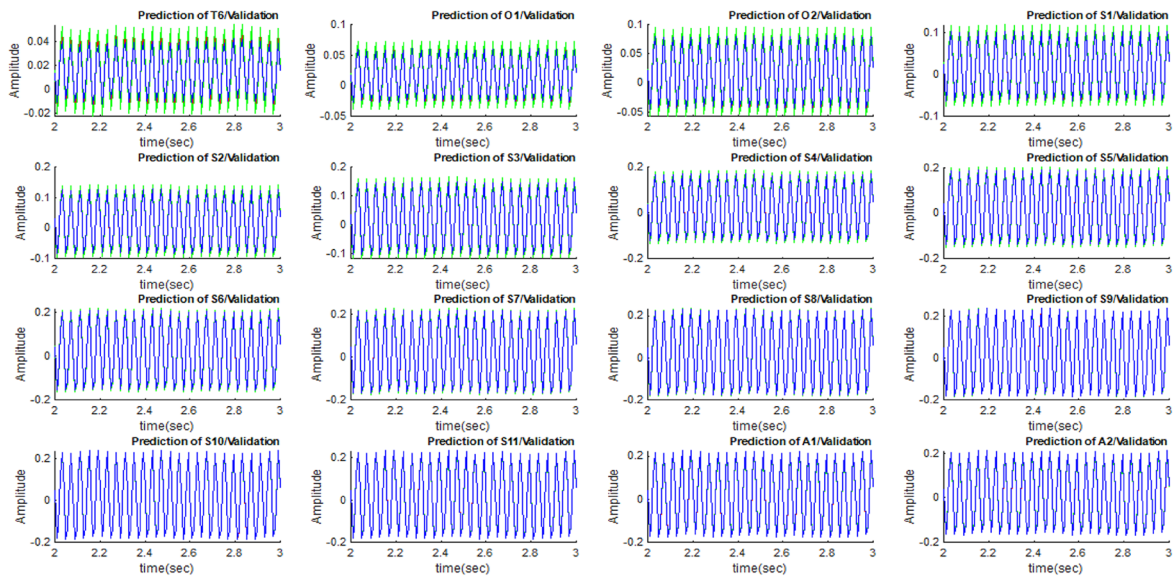 Prediction of T6/Validation
Prediction of O1/Validation
Prediction of O2/Validation
Prediction of S1/Validation
Amplitude
0.04
0.02
0
-0.02
2 2.2 2.4 2.6 2.8 3
time(sec)
Amplitude
0.1
0.05
0
-0.05
2 2.2 2.4 2.6 2.8 3
time(sec)
Amplitude
0.1
0.05
0
-0.05
2 2.2 2.4 2.6 2.8 3
time(sec)
Amplitude
0.1
0
-0.1
2 2.2 2.4 2.6 2.8 3
time(sec)
Prediction of S2/Validation
Prediction of S3/Validation
Prediction of S4/Validation
Prediction of S5/Validation
Amplitude
0.2
0.1
0
-0.1
2 2.2 2.4 2.6 2.8 3
time(sec)
Amplitude
0.1
0
-0.1
2 2.2 2.4 2.6 2.8 3
time(sec)
Amplitude
0.2
0
-0.2
2 2.2 2.4 2.6 2.8 3
time(sec)
Amplitude
0.2
0
-0.2
2 2.2 2.4 2.6 2.8 3
time(sec)
Prediction of S6/Validation
Prediction of S7/Validation
Prediction of S8/Validation
Prediction of S9/Validation
Amplitude
0.2
0
-0.2
2 2.2 2.4 2.6 2.8 3
time(sec)
Amplitude
0.2
0
-0.2
2 2.2 2.4 2.6 2.8 3
time(sec)
Amplitude
0.2
0
-0.2
2 2.2 2.4 2.6 2.8 3
time(sec)
Amplitude
0.2
0
-0.2
2 2.2 2.4 2.6 2.8 3
time(sec)
Prediction of S10/Validation
Prediction of S11/Validation
Prediction of A1/Validation
Prediction of A2/Validation
Amplitude
0.2
0
-0.2
2 2.2 2.4 2.6 2.8 3
time(sec)
Amplitude
0.2
0
-0.2
2 2.2 2.4 2.6 2.8 3
time(sec)
Amplitude
0.2
0
-0.2
2 2.2 2.4 2.6 2.8 3
time(sec)
Amplitude
0.2
0
-0.2
2 2.2 2.4 2.6 2.8 3
time(sec)